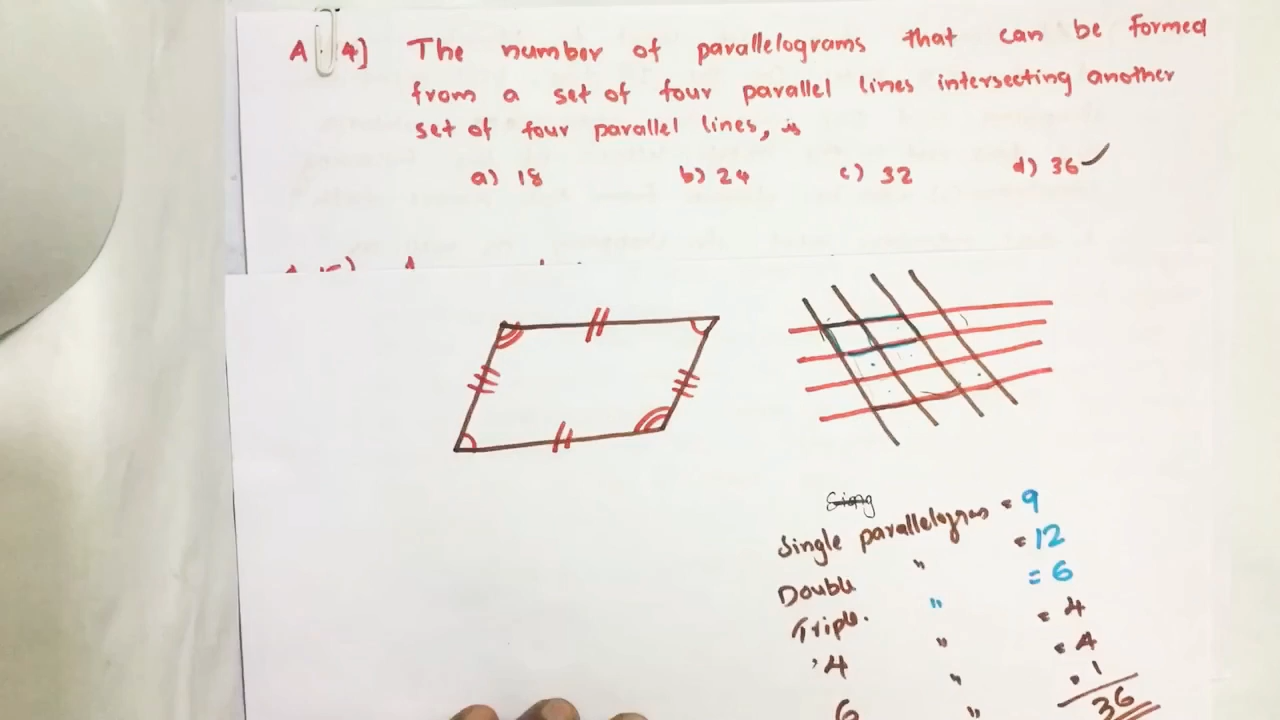 A 4] The number of parallelograms that can be formed
from a set of four parallel lines intersecting another
set of four parallel lines, is
a) 18 b) 24 c) 32 d) 36
Single parallelogram = 9
Double " = 12
Triple. " = 6
4 " = 4
6 " = 4
" 1
36